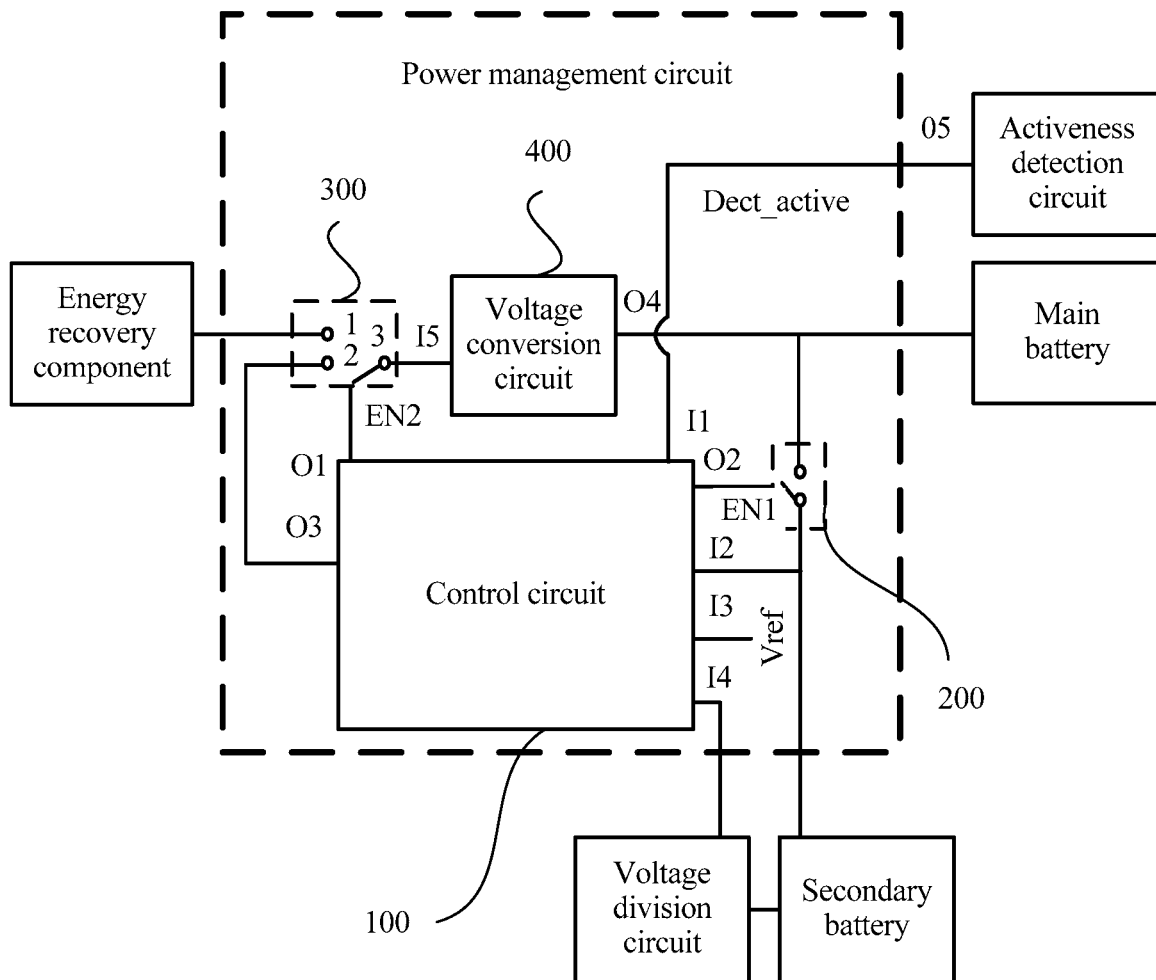 Power management circuit
05
Activeness
detection
circuit
400
300
Dect_active
Energy
recovery
component
1
2
3
I5
Voltage
conversion
circuit
O4
Main
battery
EN2
I1
O1
O2
EN1
O3
I2
Control circuit
I3
Vref
I4
200
100
Voltage
division
circuit
Secondary
battery